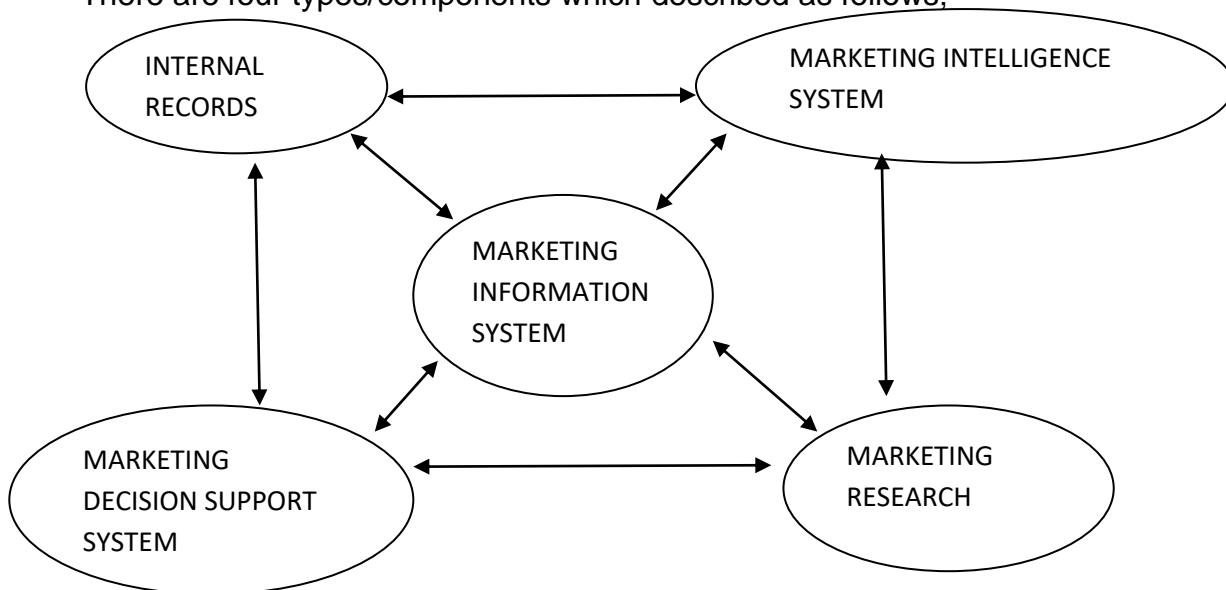 There are four types/components which described as follows,
INTERNAL
RECORDS
MARKETING INTELLIGENCE
SYSTEM
MARKETING
INFORMATION
SYSTEM
MARKETING
DECISION SUPPORT
SYSTEM
MARKETING
RESEARCH